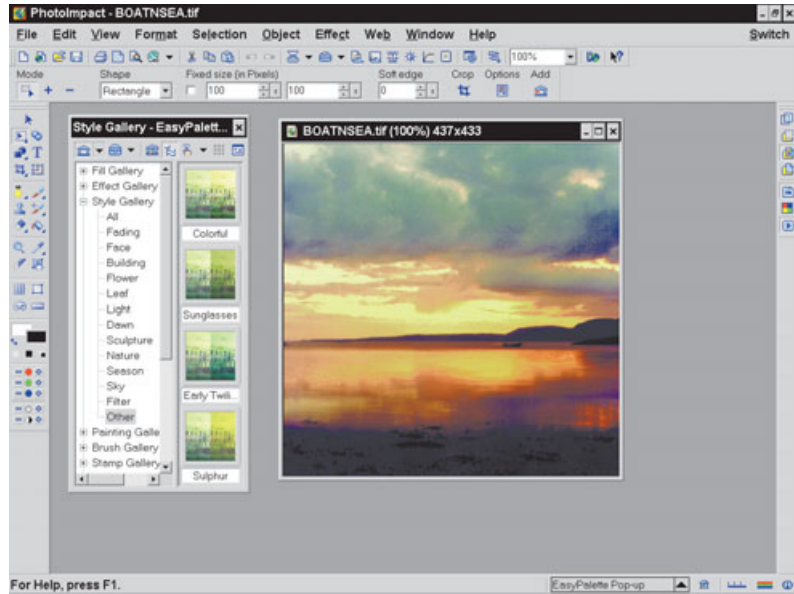 PhotoImpact - BOATNSEA.tif
File Edit View Format Selection Object Effect Web Window Help Switch
100%
Mode Shape Fixed size (in Pixels) Soft edge Crop Options Add
Rectangle 100 100 0
Style Gallery - EasyPalett...
Fill Gallery
Effect Gallery
Style Gallery
All
Fading
Face
Building
Flower
Leaf
Light
Dawn
Sculpture
Nature
Season
Sky
Filter
Other
Painting Galle
Brush Gallery
Stamp Gallery
Colorful
Sunglasses
Early Twili...
Sulphur
BOATNSEA.tif (100%) 437x433
For Help, press F1.
EasyPalette Pop-up